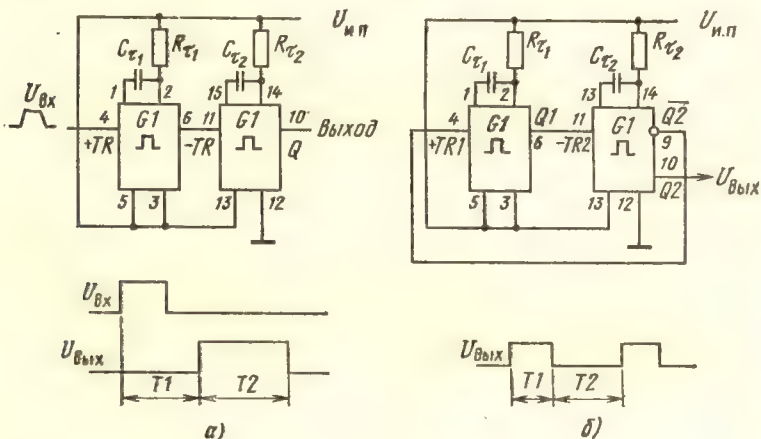 U и.п
C τ1
R τ1
C τ2
R τ2
1
2
15
14
U вх
4
G1
6
11
G1
10
Выход
+TR
-TR
Q
5
3
13
12
U вх
U вых
T1
T2
а)
U и.п
C τ1
R τ1
C τ2
R τ2
1
2
13
14
4
G1
Q1
11
G1
Q2
+TR1
6
-TR2
9
10
U вых
Q2
5
3
13
12
U вых
T1
T2
б)